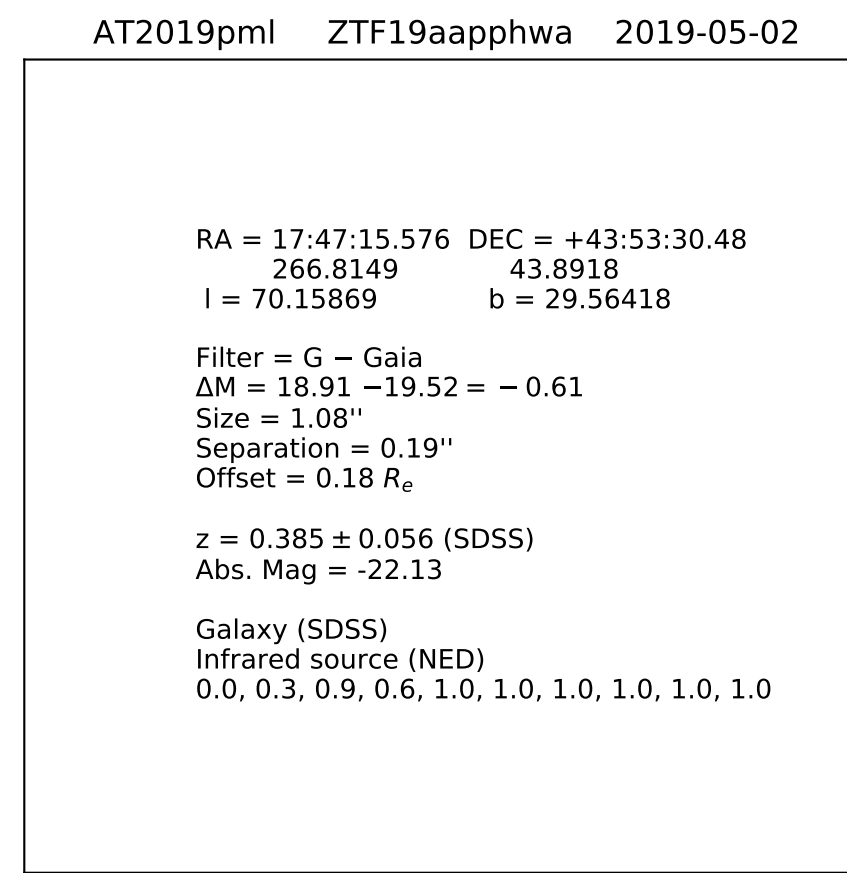 AT2019pml ZTF19aapphwa 2019-05-02
RA = 17:47:15.576 DEC = +43:53:30.48
266.8149 43.8918
l = 70.15869 b = 29.56418
Filter = G − Gaia
ΔM = 18.91 −19.52 = − 0.61
Size = 1.08''
Separation = 0.19''
Offset = 0.18 Rₑ
z = 0.385 ± 0.056 (SDSS)
Abs. Mag = -22.13
Galaxy (SDSS)
Infrared source (NED)
0.0, 0.3, 0.9, 0.6, 1.0, 1.0, 1.0, 1.0, 1.0, 1.0